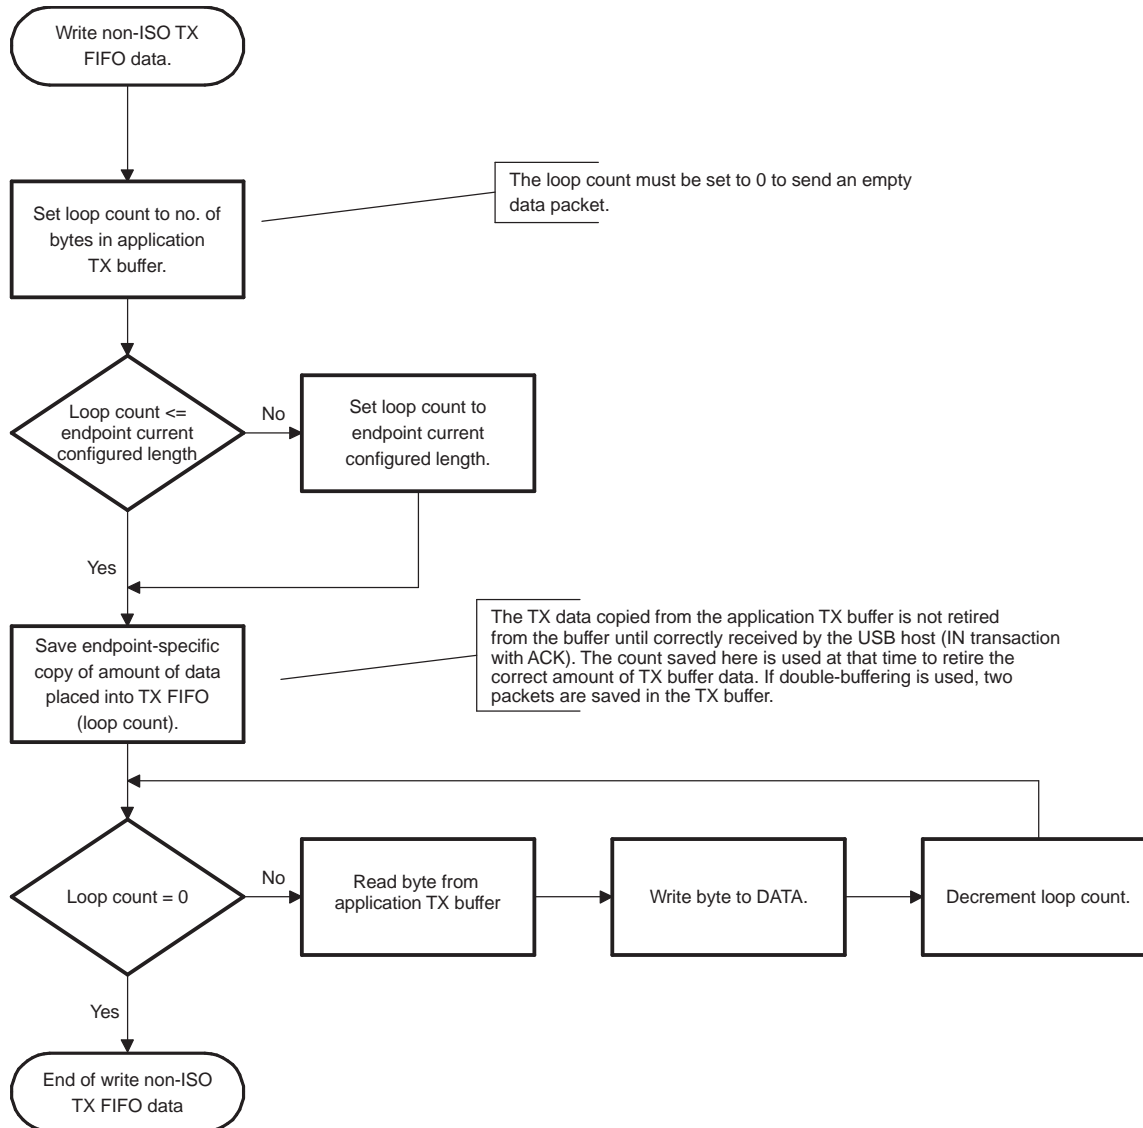 Write non-ISO TX
FIFO data.
The loop count must be set to 0 to send an empty
data packet.
Set loop count to no. of
bytes in application
TX buffer.
Loop count <=
endpoint current
configured length
No
Set loop count to
endpoint current
configured length.
Yes
The TX data copied from the application TX buffer is not retired
from the buffer until correctly received by the USB host (IN transaction
with ACK). The count saved here is used at that time to retire the
correct amount of TX buffer data. If double-buffering is used, two
packets are saved in the TX buffer.
Save endpoint-specific
copy of amount of data
placed into TX FIFO
(loop count).
Loop count = 0
No
Read byte from
application TX buffer
Write byte to DATA.
Decrement loop count.
Yes
End of write non-ISO
TX FIFO data